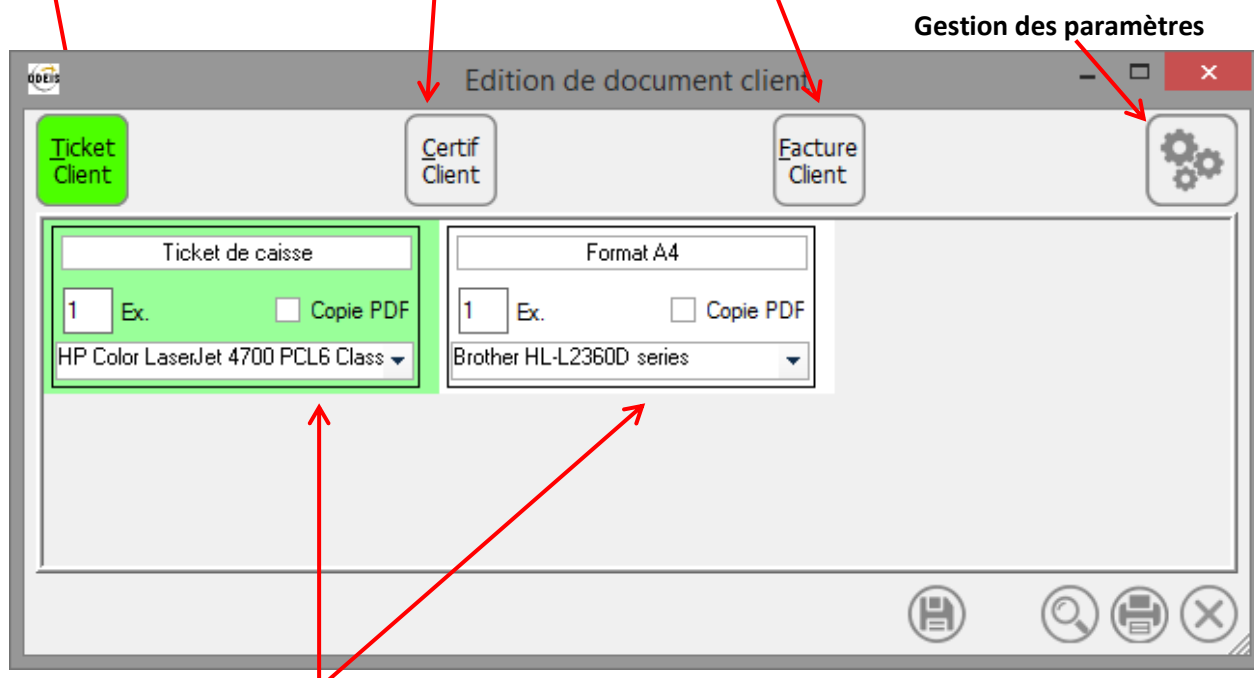 Gestion des paramètres
ODEIS
Edition de document client
Ticket
Client
Certif
Client
Facture
Client
Ticket de caisse
Format A4
1 Ex. Copie PDF
1 Ex. Copie PDF
HP Color LaserJet 4700 PCL6 Class
Brother HL-L2360D series